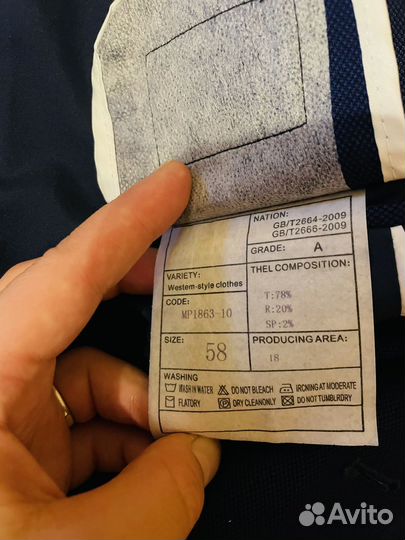 NATION:
GB/T2664-2009
GB/T2666-2009
GRADE: A
VARIETY:
Western-style clothes
THEL COMPOSITION:
T:78%
R:20%
SP:2%
CODE:
MP1863-10
SIZE: 58
PRODUCING AREA:
18
WASHING
WASH IN WATER DO NOT BLEACH IRCNING AT MODERATE
FLATDRY DRY CLEANONLY DO NOT TUMBLRDRY
Avito